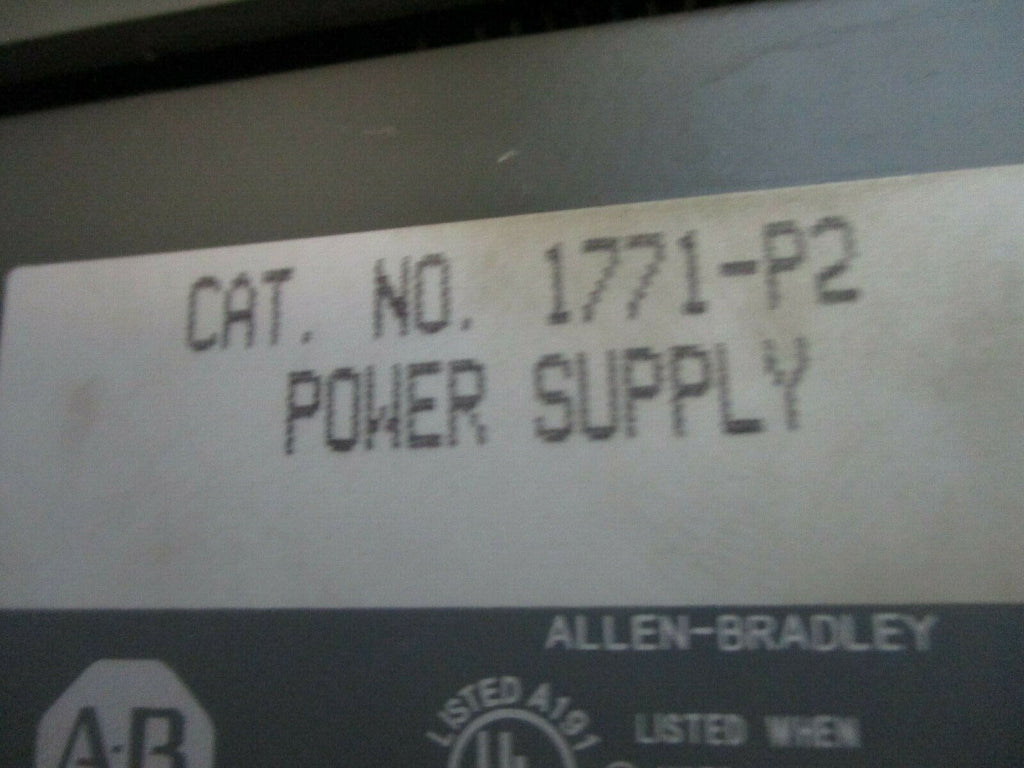 CAT. NO. 1771-P2
POWER SUPPLY
ALLEN-BRADLEY
A-B
LISTED A191
UL
LISTED WHEN